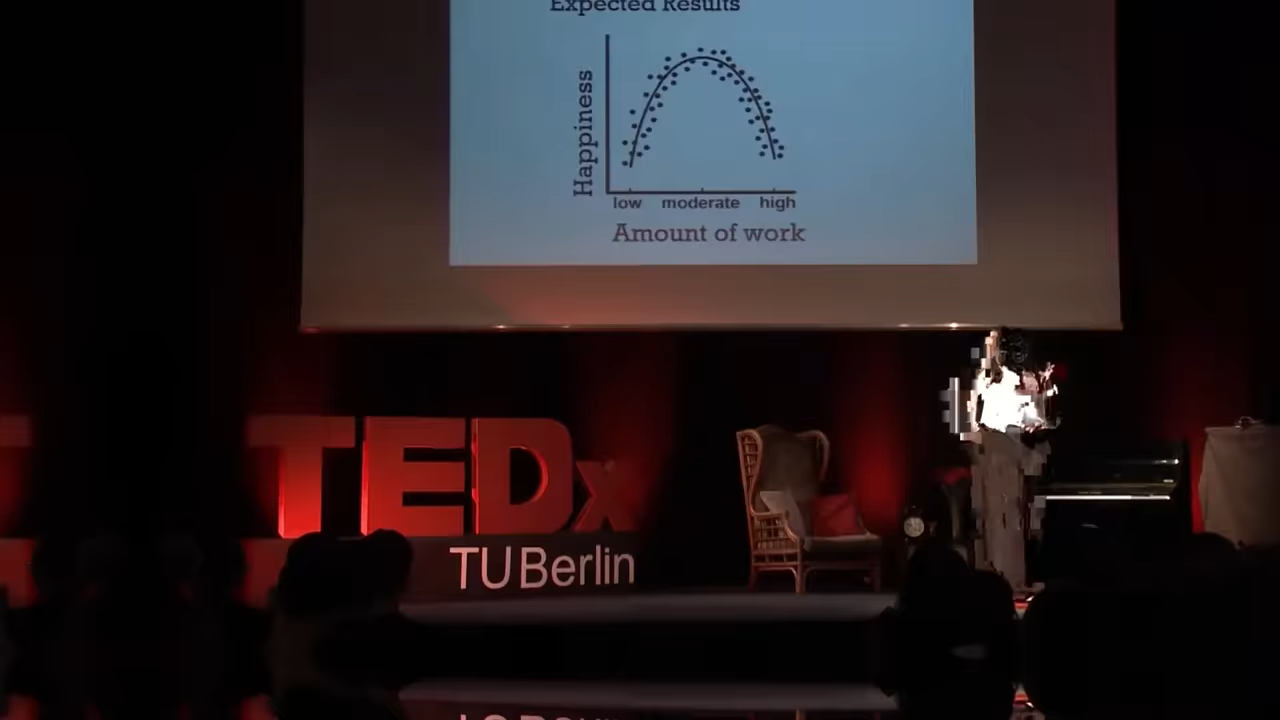 Expected Results
Happiness
low moderate high
Amount of work
TEDx
TU Berlin